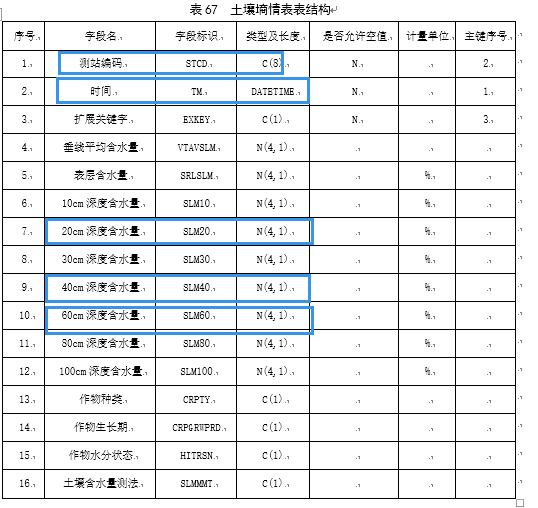 表 67 土壤墒情表表结构
序号 字段名 字段标识 类型及长度 是否允许空值 计量单位 主键序号
1. 测站编码 STCD C(8) N 2
2. 时间 TM DATETIME N 1
3. 扩展关键字 EXKEY C(1) N 3
4. 垂线平均含水量 VTAVSLM N(4,1)
5. 表层含水量 SRLSLM N(4,1) %
6. 10cm 深度含水量 SLM10 N(4,1) %
7. 20cm 深度含水量 SLM20 N(4,1) %
8. 30cm 深度含水量 SLM30 N(4,1) %
9. 40cm 深度含水量 SLM40 N(4,1) %
10. 60cm 深度含水量 SLM60 N(4,1) %
11. 80cm 深度含水量 SLM80 N(4,1) %
12. 100cm 深度含水量 SLM100 N(4,1) %
13. 作物种类 CRPTY C(1)
14. 作物生长期 CRPGRWPRD C(1)
15. 作物水分状态 HITRSN C(1)
16. 土壤含水量测法 SLMMMT C(1)